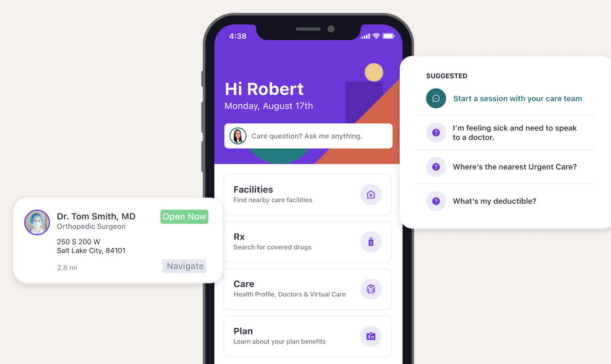 4:38
Hi Robert
Monday, August 17th
Care question? Ask me anything.
Facilities
Find nearby care facilities
Rx
Search for covered drugs
Care
Health Profile, Doctors & Virtual Care
Plan
Learn about your plan benefits
Dr. Tom Smith, MD
Open Now
Orthopedic Surgeon
250 S 200 W
Salt Lake City, 84101
2.8 mi
Navigate
SUGGESTED
Start a session with your care team
I'm feeling sick and need to speak
to a doctor.
Where's the nearest Urgent Care?
What's my deductible?